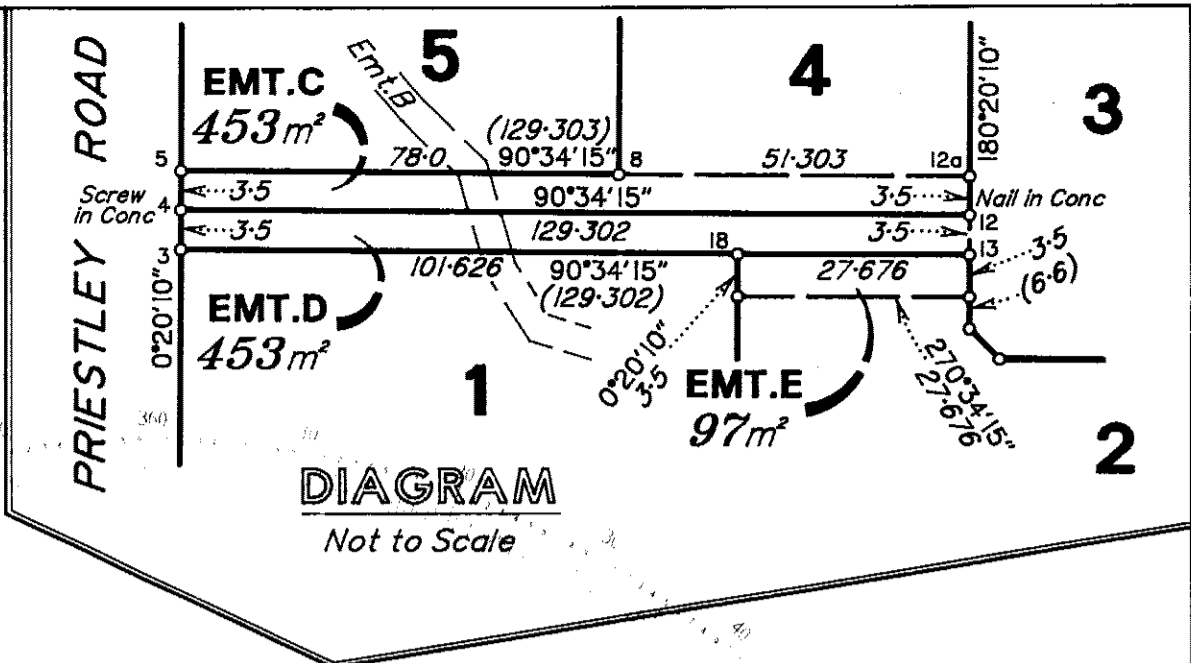 PRIESTLEY ROAD
EMT.C
453m²
Emt.B
5
4
3
180°20'10"
(129·303)
5
78·0
90°34'15"
8
51·303
12a
Screw
in Conc
3·5
90°34'15"
3·5
Nail in Conc
4
12
3·5
129·302
3·5
3
18
13
3·5
(6·6)
101·626
90°34'15"
27·676
(129·302)
0°20'10"
EMT.D
453m²
1
0°20'10"
3·5
EMT.E
97m²
270°34'15"
27·676
2
360
10
DIAGRAM
Not to Scale
40